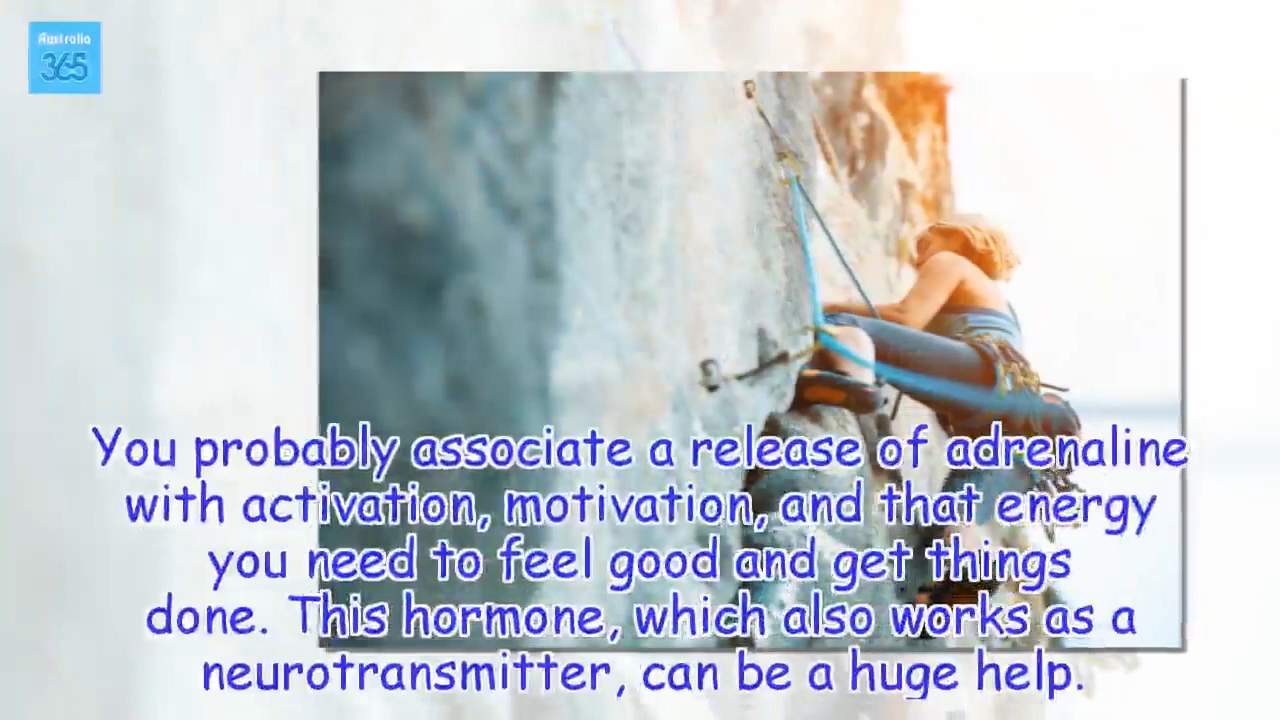 Australia
365
You probably associate a release of adrenaline
with activation, motivation, and that energy
you need to feel good and get things
done. This hormone, which also works as a
neurotransmitter, can be a huge help.